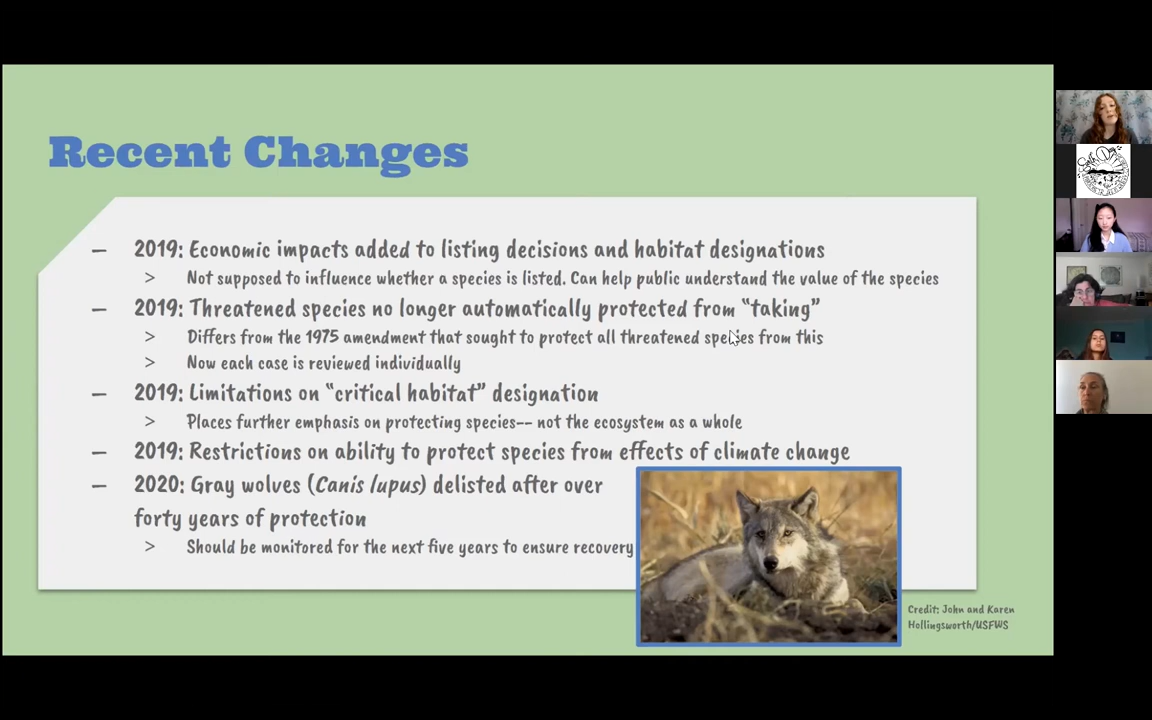 Recent Changes
– 2019: Economic impacts added to listing decisions and habitat designations
> Not supposed to influence whether a species is listed. Can help public understand the value of the species
– 2019: Threatened species no longer automatically protected from “taking”
> Differs from the 1975 amendment that sought to protect all threatened species from this
> Now each case is reviewed individually
– 2019: Limitations on “critical habitat” designation
> Places further emphasis on protecting species-- not the ecosystem as a whole
– 2019: Restrictions on ability to protect species from effects of climate change
– 2020: Gray wolves (Canis lupus) delisted after over
forty years of protection
> Should be monitored for the next five years to ensure recovery
Credit: John and Karen
Hollingsworth/USFWS